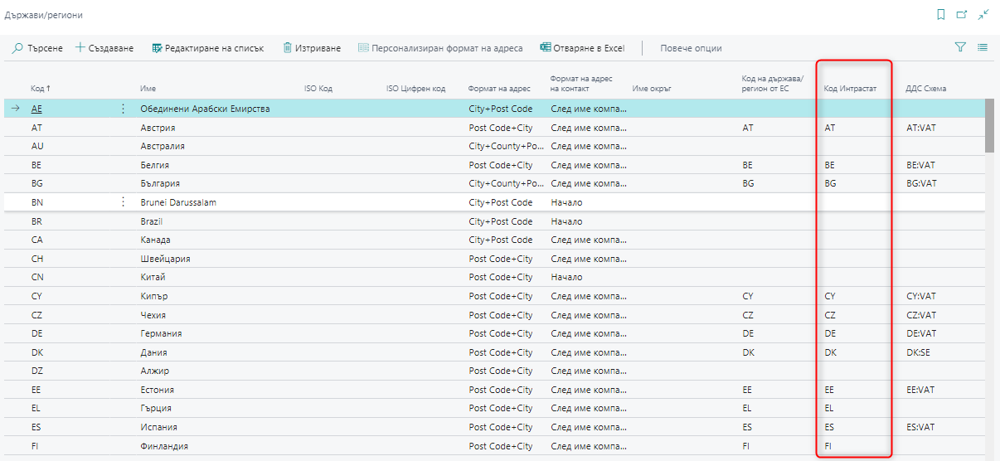 Държави/региони
Търсене Създаване Редактиране на списък Изтриване Персонализиран формат на адреса Отваряне в Excel Повече опции
Код ↑ Име ISO Код ISO Цифрен код Формат на адрес Формат на адрес на контакт Име окръг Код на държава/ регион от ЕС Код Интрастат ДДС Схема
→ AE Обединени Арабски Емирства City+Post Code След име компа...
AT Австрия Post Code+City След име компа... AT AT AT:VAT
AU Австралия City+County+Po... След име компа...
BE Белгия Post Code+City След име компа... BE BE BE:VAT
BG България City+County+Po... След име компа... BG BG BG:VAT
BN Brunei Darussalam City+Post Code Начало
BR Brazil City+Post Code Начало
CA Канада City+Post Code След име компа...
CH Швейцария Post Code+City След име компа...
CN Китай Post Code+City Начало
CY Кипър Post Code+City След име компа... CY CY CY:VAT
CZ Чехия Post Code+City След име компа... CZ CZ CZ:VAT
DE Германия Post Code+City След име компа... DE DE DE:VAT
DK Дания Post Code+City След име компа... DK DK DK:SE
DZ Алжир Post Code+City След име компа...
EE Естония Post Code+City След име компа... EE EE EE:VAT
EL Гърция Post Code+City След име компа... EL EL
ES Испания Post Code+City След име компа... ES ES ES:VAT
FI Финландия Post Code+City След име компа... FI FI